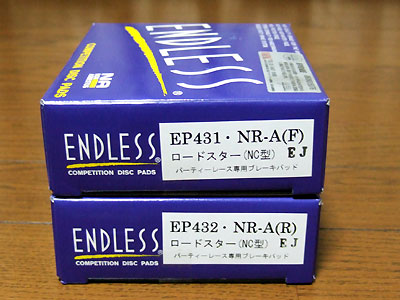 ENDLESS®
COMPETITION DISC PADS
NR
ENDLESS®
COMPETITION DISC PADS
EP431・NR-A(F)
ロードスター(NC型) EJ
パーティーレース専用ブレーキパッド
ENDLESS®
COMPETITION DISC PADS
EP432・NR-A(R)
ロードスター(NC型) EJ
パーティーレース専用ブレーキパッド